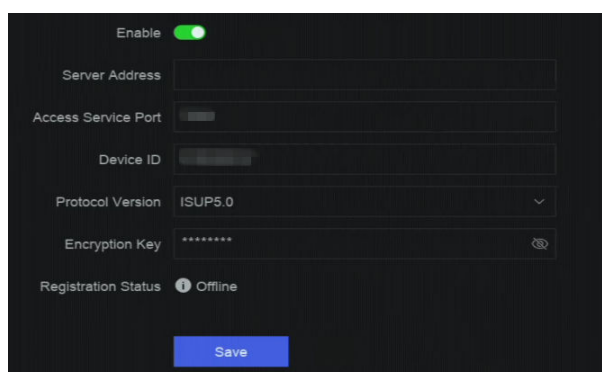 Enable
Server Address
Access Service Port
Device ID
Protocol Version ISUP5.0
Encryption Key ********
Registration Status Offline
Save